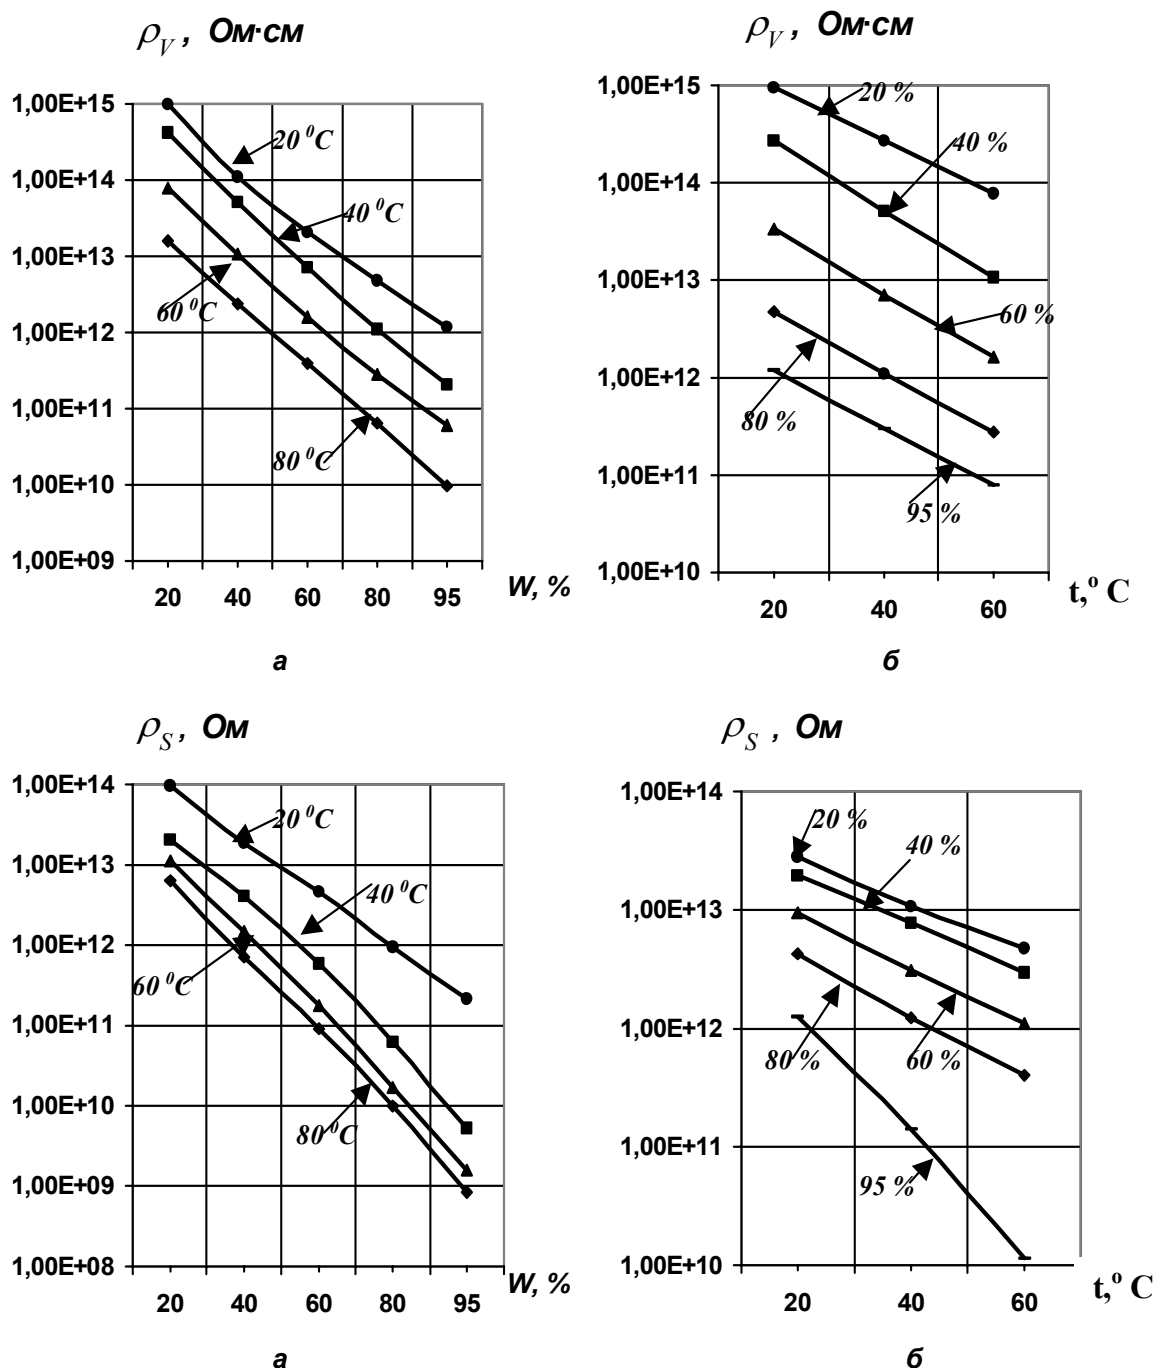 ρV , Ом·см
1,00E+15
1,00E+14
1,00E+13
1,00E+12
1,00E+11
1,00E+10
1,00E+09
20 ⁰C
40 ⁰C
60 ⁰C
80 ⁰C
20 40 60 80 95
W, %
а
ρV , Ом·см
1,00E+15
1,00E+14
1,00E+13
1,00E+12
1,00E+11
1,00E+10
20 %
40 %
60 %
80 %
95 %
20 40 60
t,º C
б
ρS , Ом
1,00E+14
1,00E+13
1,00E+12
1,00E+11
1,00E+10
1,00E+09
1,00E+08
20 ⁰C
40 ⁰C
60 ⁰C
80 ⁰C
20 40 60 80 95
W, %
а
ρS , Ом
1,00E+14
1,00E+13
1,00E+12
1,00E+11
1,00E+10
20 %
40 %
60 %
80 %
95 %
20 40 60
t,º C
б